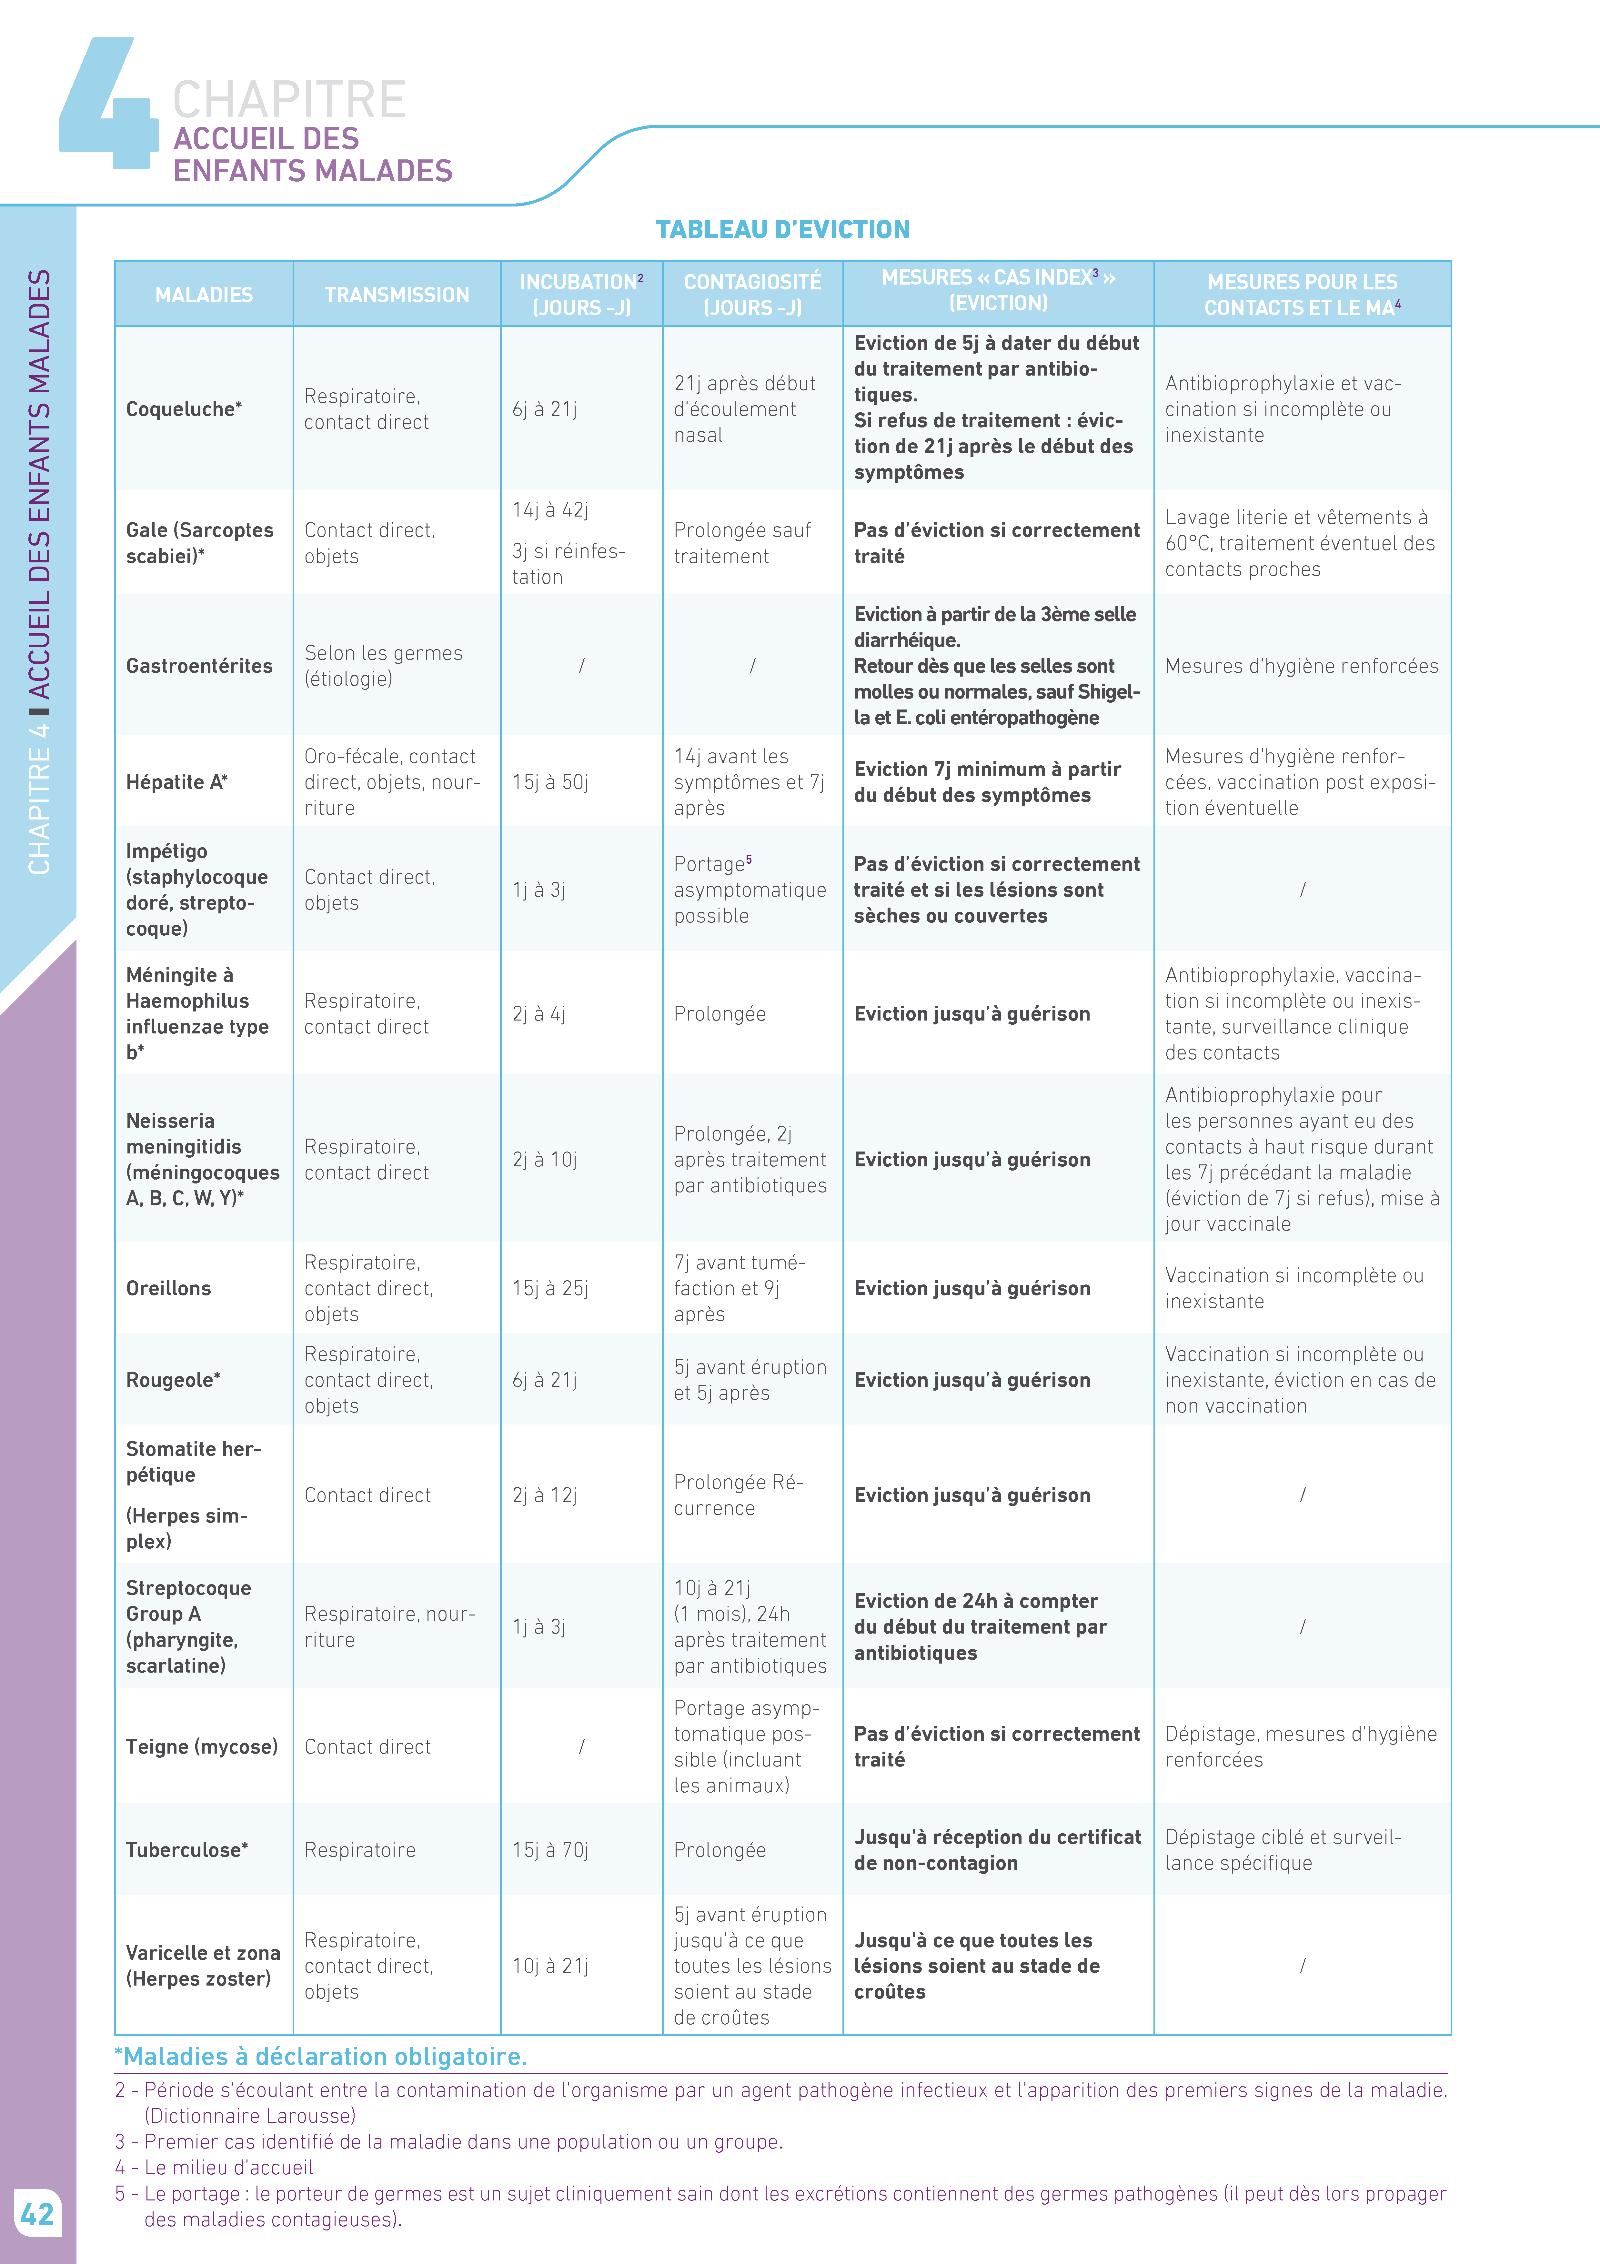 4
CHAPITRE
ACCUEIL DES
ENFANTS MALADES
CHAPITRE 4 ❙ ACCUEIL DES ENFANTS MALADES
TABLEAU D’EVICTION
MALADIES
TRANSMISSION
INCUBATION2
(JOURS -J)
CONTAGIOSITÉ
(JOURS -J)
MESURES « CAS INDEX3 »
(EVICTION)
MESURES POUR LES
CONTACTS ET LE MA4
Coqueluche*
Respiratoire,
contact direct
6j à 21j
21j après début
d’écoulement
nasal
Eviction de 5j à dater du début
du traitement par antibio-
tiques.
Si refus de traitement : évic-
tion de 21j après le début des
symptômes
Antibioprophylaxie et vac-
cination si incomplète ou
inexistante
Gale (Sarcoptes
scabiei)*
Contact direct,
objets
14j à 42j
3j si réinfes-
tation
Prolongée sauf
traitement
Pas d’éviction si correctement
traité
Lavage literie et vêtements à
60°C, traitement éventuel des
contacts proches
Gastroentérites
Selon les germes
(étiologie)
/
/
Eviction à partir de la 3ème selle
diarrhéique.
Retour dès que les selles sont
molles ou normales, sauf Shigel-
la et E. coli entéropathogène
Mesures d’hygiène renforcées
Hépatite A*
Oro-fécale, contact
direct, objets, nour-
riture
15j à 50j
14j avant les
symptômes et 7j
après
Eviction 7j minimum à partir
du début des symptômes
Mesures d’hygiène renfor-
cées, vaccination post exposi-
tion éventuelle
Impétigo
(staphylocoque
doré, strepto-
coque)
Contact direct,
objets
1j à 3j
Portage5
asymptomatique
possible
Pas d’éviction si correctement
traité et si les lésions sont
sèches ou couvertes
/
Méningite à
Haemophilus
influenzae type
b*
Respiratoire,
contact direct
2j à 4j
Prolongée
Eviction jusqu’à guérison
Antibioprophylaxie, vaccina-
tion si incomplète ou inexis-
tante, surveillance clinique
des contacts
Neisseria
meningitidis
(méningocoques
A, B, C, W, Y)*
Respiratoire,
contact direct
2j à 10j
Prolongée, 2j
après traitement
par antibiotiques
Eviction jusqu’à guérison
Antibioprophylaxie pour
les personnes ayant eu des
contacts à haut risque durant
les 7j précédant la maladie
(éviction de 7j si refus), mise à
jour vaccinale
Oreillons
Respiratoire,
contact direct,
objets
15j à 25j
7j avant tumé-
faction et 9j
après
Eviction jusqu’à guérison
Vaccination si incomplète ou
inexistante
Rougeole*
Respiratoire,
contact direct,
objets
6j à 21j
5j avant éruption
et 5j après
Eviction jusqu’à guérison
Vaccination si incomplète ou
inexistante, éviction en cas de
non vaccination
Stomatite her-
pétique
(Herpes sim-
plex)
Contact direct
2j à 12j
Prolongée Ré-
currence
Eviction jusqu’à guérison
/
Streptocoque
Group A
(pharyngite,
scarlatine)
Respiratoire, nour-
riture
1j à 3j
10j à 21j
(1 mois), 24h
après traitement
par antibiotiques
Eviction de 24h à compter
du début du traitement par
antibiotiques
/
Teigne (mycose)
Contact direct
/
Portage asymp-
tomatique pos-
sible (incluant
les animaux)
Pas d’éviction si correctement
traité
Dépistage, mesures d’hygiène
renforcées
Tuberculose*
Respiratoire
15j à 70j
Prolongée
Jusqu'à réception du certificat
de non-contagion
Dépistage ciblé et surveil-
lance spécifique
Varicelle et zona
(Herpes zoster)
Respiratoire,
contact direct,
objets
10j à 21j
5j avant éruption
jusqu’à ce que
toutes les lésions
soient au stade
de croûtes
Jusqu'à ce que toutes les
lésions soient au stade de
croûtes
/
*Maladies à déclaration obligatoire.
2 - Période s’écoulant entre la contamination de l’organisme par un agent pathogène infectieux et l’apparition des premiers signes de la maladie.
(Dictionnaire Larousse)
3 - Premier cas identifié de la maladie dans une population ou un groupe.
4 - Le milieu d’accueil
5 - Le portage : le porteur de germes est un sujet cliniquement sain dont les excrétions contiennent des germes pathogènes (il peut dès lors propager
des maladies contagieuses).
42